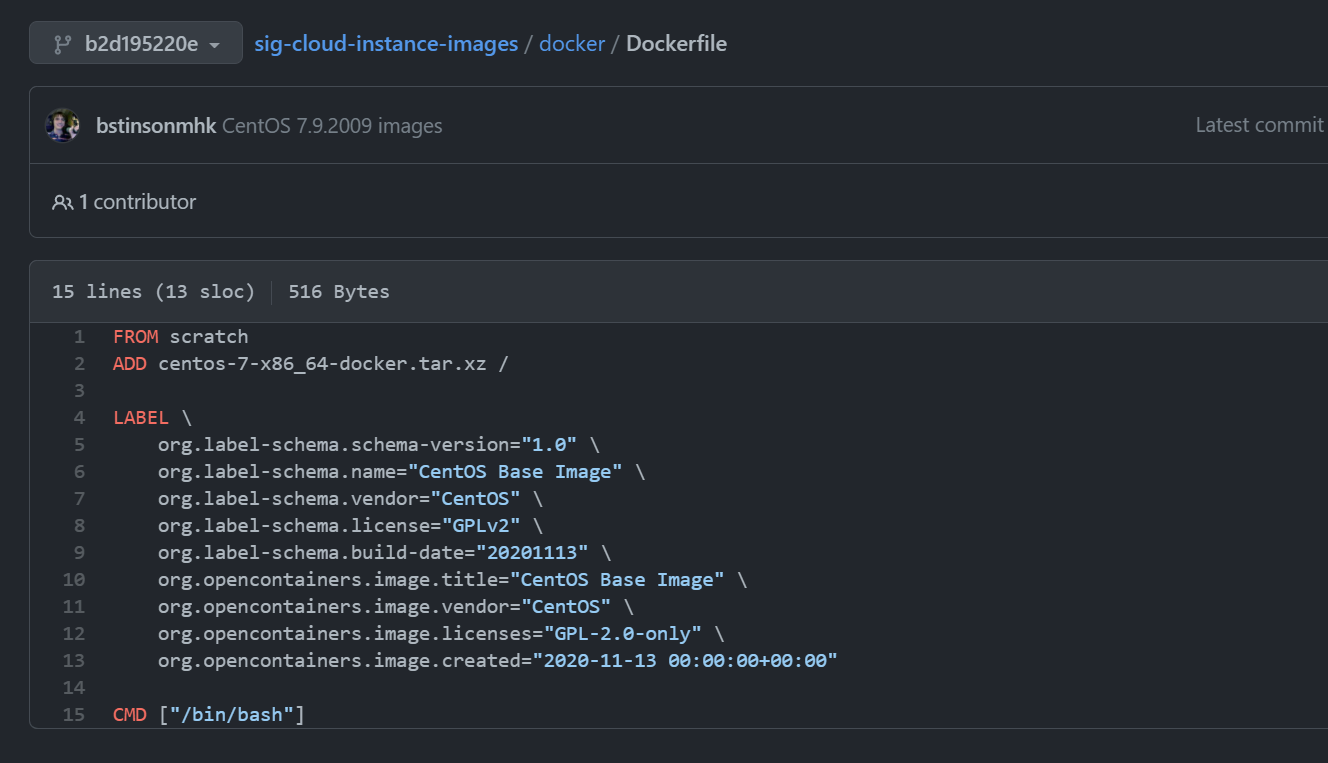 b2d195220e sig-cloud-instance-images / docker / Dockerfile
bstinsonmhk CentOS 7.9.2009 images Latest commit
1 contributor
15 lines (13 sloc) 516 Bytes
1 FROM scratch
2 ADD centos-7-x86_64-docker.tar.xz /
3
4 LABEL \
5     org.label-schema.schema-version="1.0" \
6     org.label-schema.name="CentOS Base Image" \
7     org.label-schema.vendor="CentOS" \
8     org.label-schema.license="GPLv2" \
9     org.label-schema.build-date="20201113" \
10     org.opencontainers.image.title="CentOS Base Image" \
11     org.opencontainers.image.vendor="CentOS" \
12     org.opencontainers.image.licenses="GPL-2.0-only" \
13     org.opencontainers.image.created="2020-11-13 00:00:00+00:00"
14
15 CMD ["/bin/bash"]